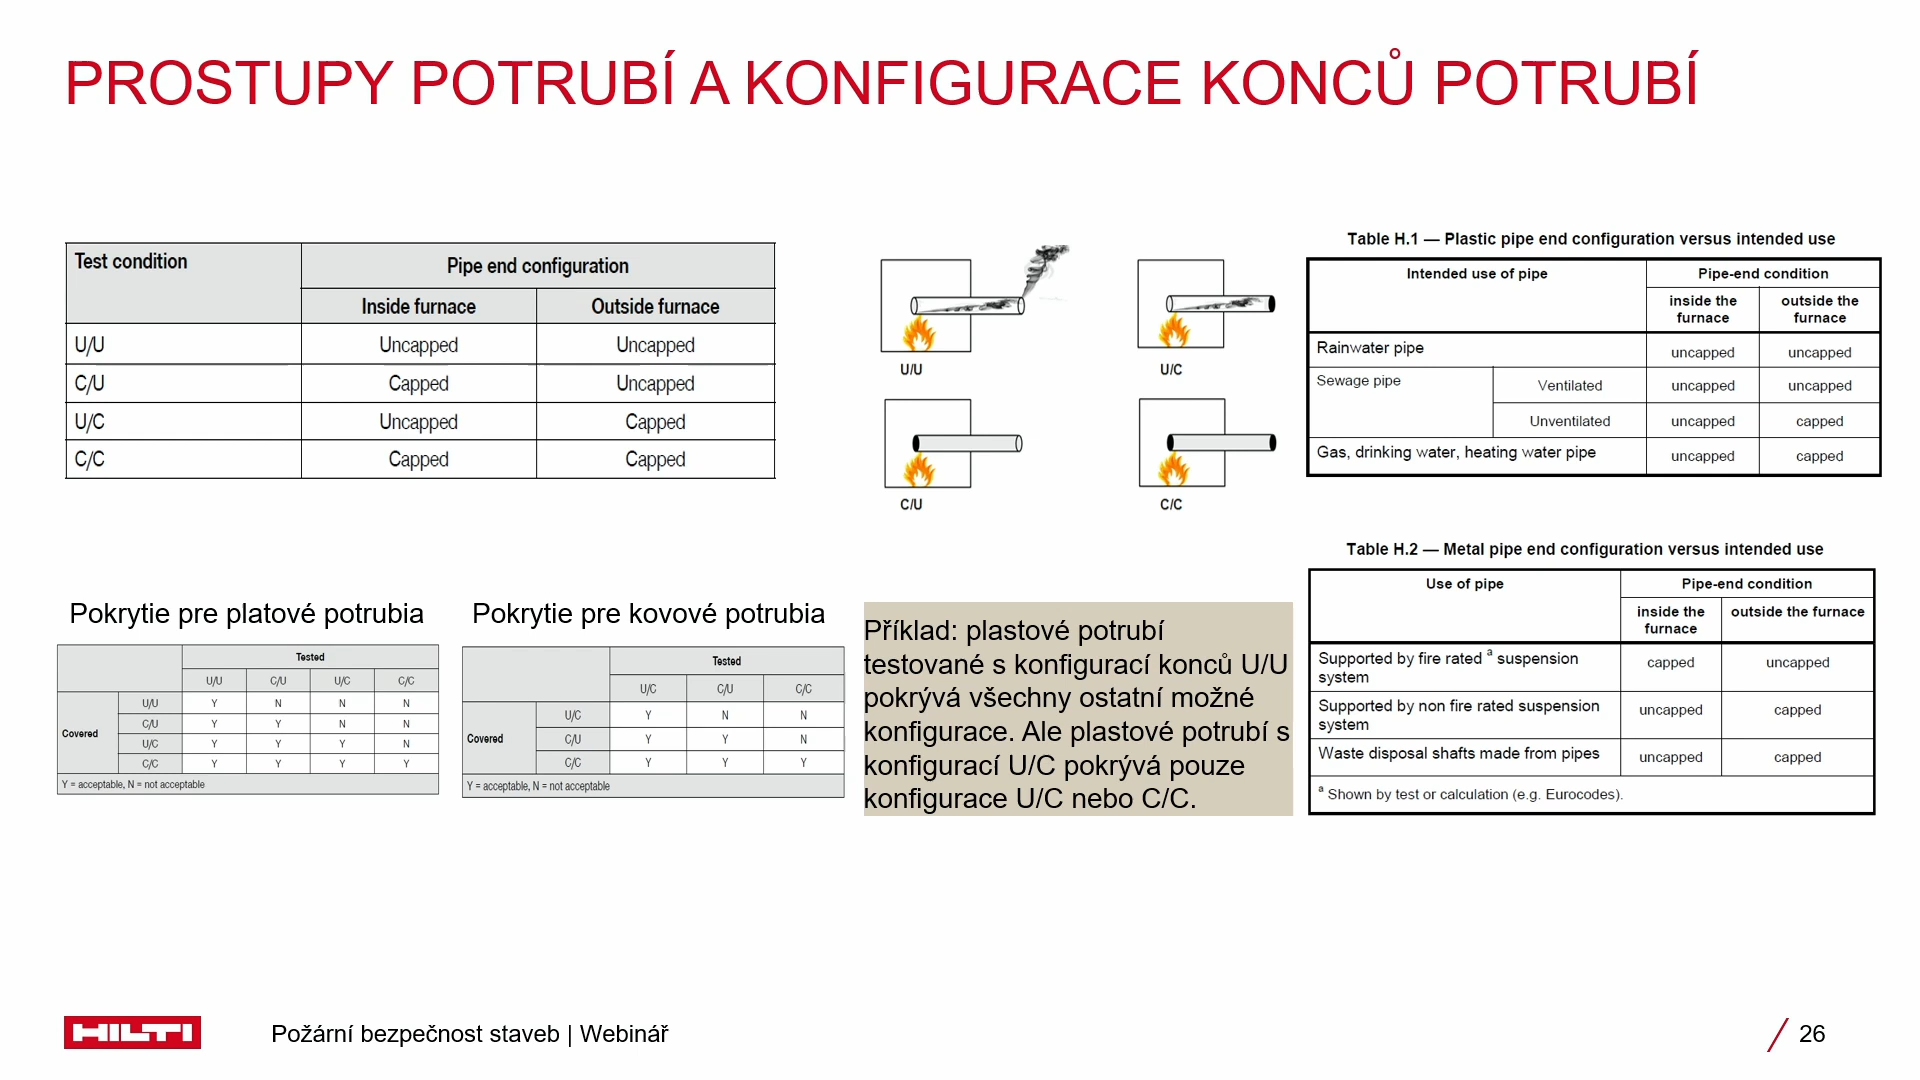 PROSTUPY POTRUBÍ A KONFIGURACE KONCŮ POTRUBÍ
Test condition Pipe end configuration
Inside furnace Outside furnace
U/U Uncapped Uncapped
C/U Capped Uncapped
U/C Uncapped Capped
C/C Capped Capped
U/U U/C
C/U C/C
Table H.1 — Plastic pipe end configuration versus intended use
Intended use of pipe Pipe-end condition
inside the furnace outside the furnace
Rainwater pipe uncapped uncapped
Sewage pipe Ventilated uncapped uncapped
Unventilated uncapped capped
Gas, drinking water, heating water pipe uncapped capped
Pokrytie pre platové potrubia
Tested
U/U C/U U/C C/C
Covered
U/U Y N N N
C/U Y Y N N
U/C Y Y Y N
C/C Y Y Y Y
Y = acceptable, N = not acceptable
Pokrytie pre kovové potrubia
Tested
U/C C/U C/C
Covered
U/C Y N N
C/U Y Y N
C/C Y Y Y
Y = acceptable, N = not acceptable
Příklad: plastové potrubí
testované s konfigurací konců U/U
pokrývá všechny ostatní možné
konfigurace. Ale plastové potrubí s
konfigurací U/C pokrývá pouze
konfigurace U/C nebo C/C.
Table H.2 — Metal pipe end configuration versus intended use
Use of pipe Pipe-end condition
inside the furnace outside the furnace
Supported by fire rated a suspension system capped uncapped
Supported by non fire rated suspension system uncapped capped
Waste disposal shafts made from pipes uncapped capped
a Shown by test or calculation (e.g. Eurocodes).
HILTI
Požární bezpečnost staveb | Webinář
26